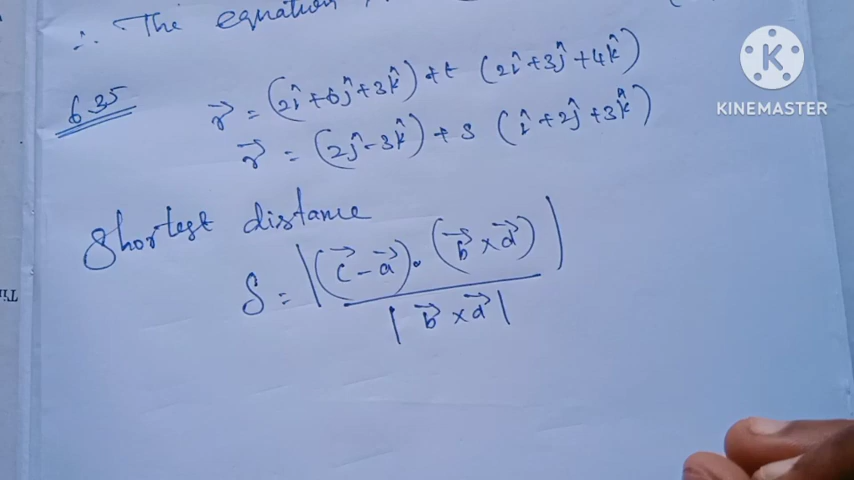 ∴ The equation
6.35
r⃗ = (2î + 6ĵ + 3k̂) + t (2î + 3ĵ + 4k̂)
r⃗ = (2ĵ - 3k̂) + s (î + 2ĵ + 3k̂)
Shortest distance
δ = |(c⃗ - a⃗) · (b⃗ × d⃗)|
| b⃗ × d⃗ |
KINEMASTER